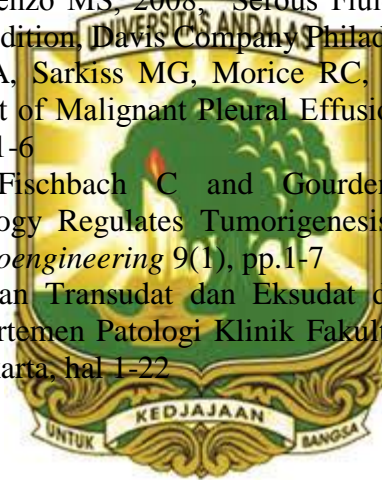 enzo MS, 2008, "Serous Flui
UNIVERSITAS ANDALAS
dition, Davis Company Philad
A, Sarkiss MG, Morice RC,
t of Malignant Pleural Effusio
1-6
Fischbach C and Gourde
ogy Regulates Tumorigenesis
oengineering 9(1), pp.1-7
an Transudat dan Eksudat d
rtemen Patologi Klinik Fakult
arta, hal 1-22
KEDJAJAAN
UNTUK BANGSA